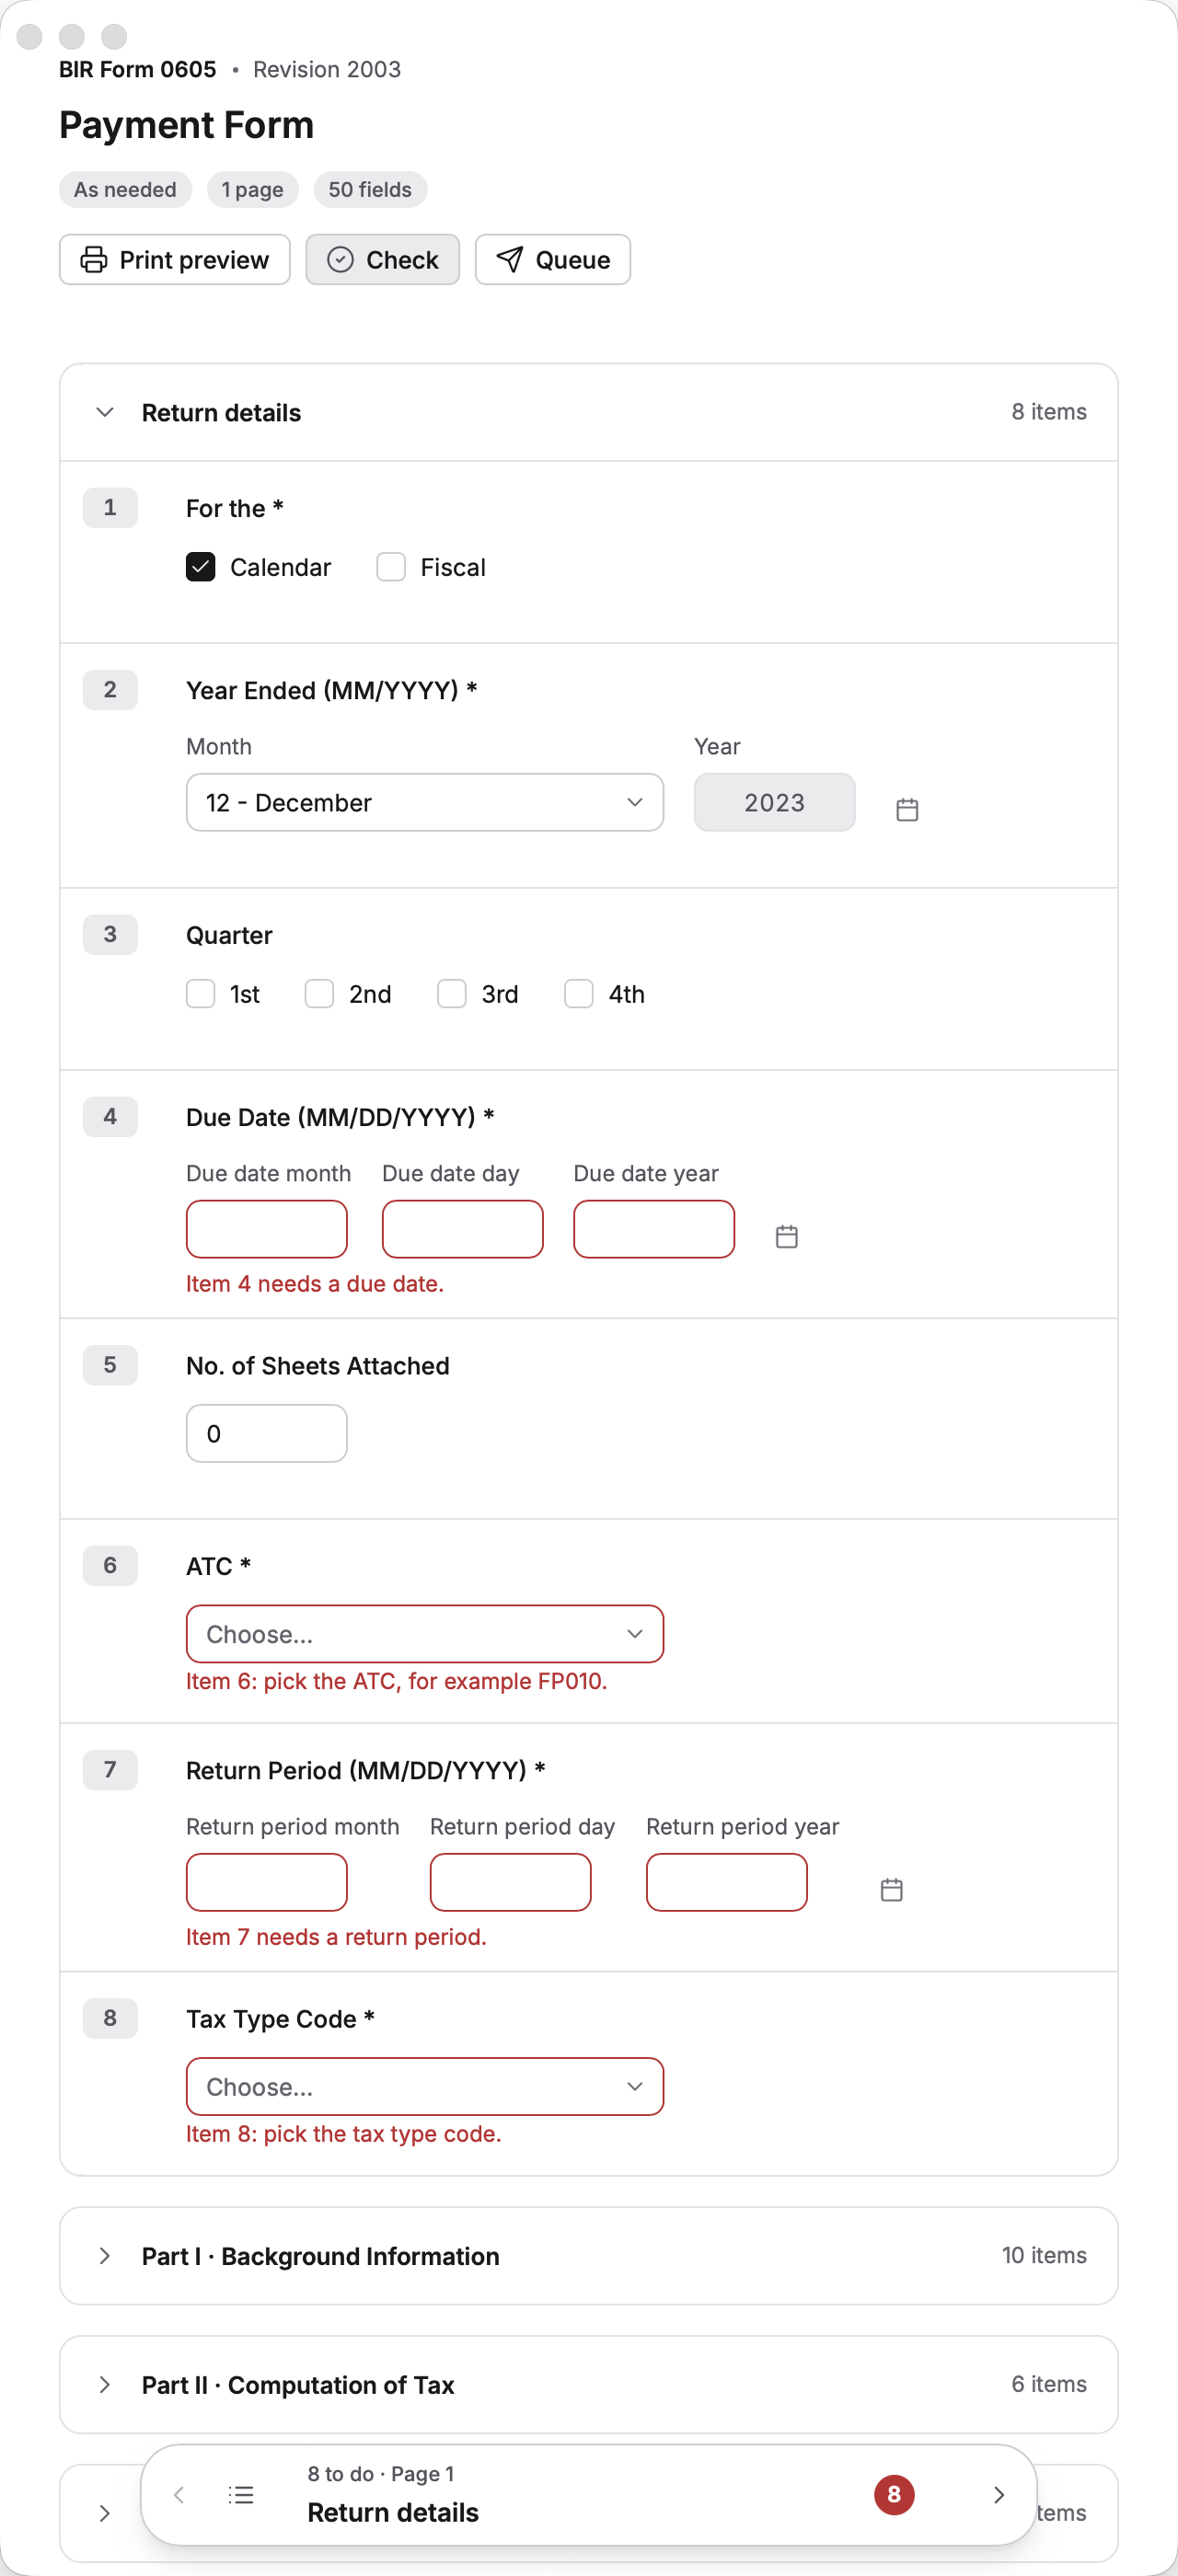 BIR Form 0605 • Revision 2003
Payment Form
As needed 1 page 50 fields
Print preview Check Queue
Return details 8 items
1 For the *
Calendar Fiscal
2 Year Ended (MM/YYYY) *
Month Year
12 - December 2023
3 Quarter
1st 2nd 3rd 4th
4 Due Date (MM/DD/YYYY) *
Due date month Due date day Due date year
Item 4 needs a due date.
5 No. of Sheets Attached
0
6 ATC *
Choose...
Item 6: pick the ATC, for example FP010.
7 Return Period (MM/DD/YYYY) *
Return period month Return period day Return period year
Item 7 needs a return period.
8 Tax Type Code *
Choose...
Item 8: pick the tax type code.
Part I · Background Information 10 items
Part II · Computation of Tax 6 items
8 to do · Page 1
Return details 8